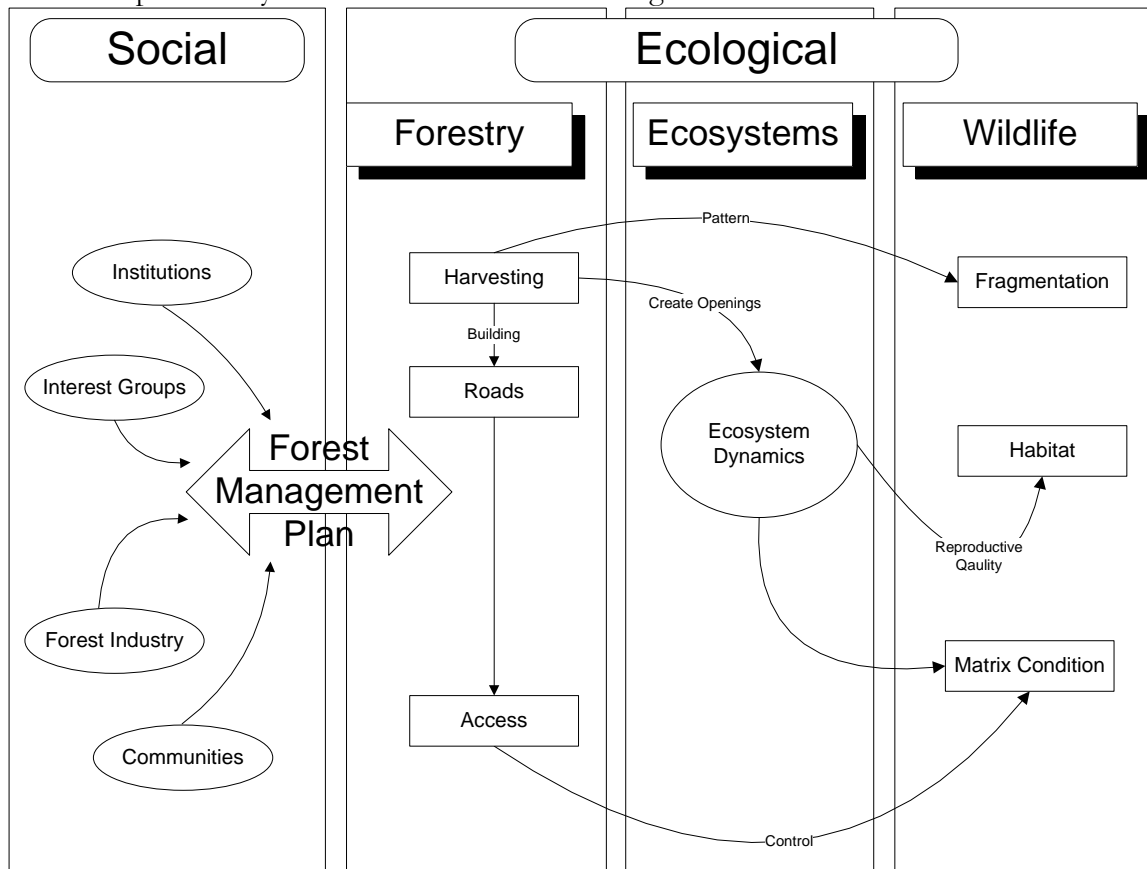 Social
Ecological
Forestry
Ecosystems
Wildlife
Pattern
Institutions
Harvesting
Fragmentation
Create Openings
Building
Interest Groups
Roads
Ecosystem
Dynamics
Forest
Management
Plan
Habitat
Reproductive
Qaulity
Forest Industry
Matrix Condition
Access
Communities
Control